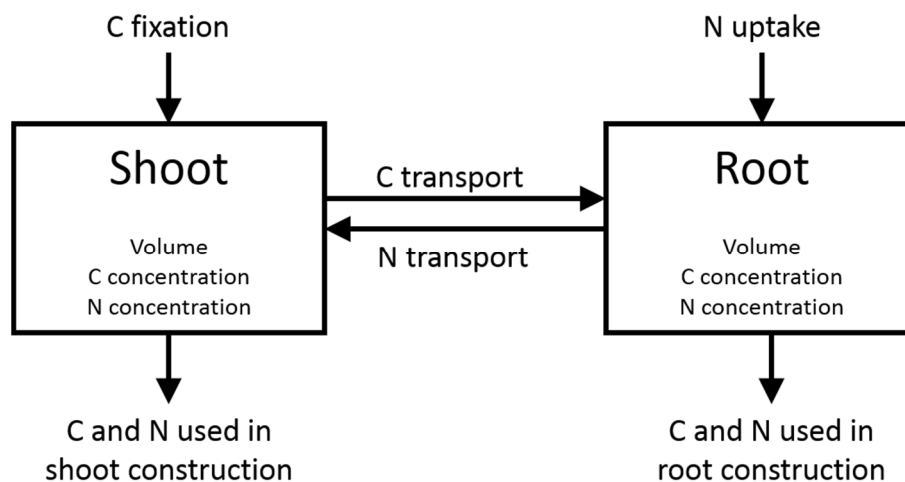 C fixation
N uptake
Shoot
Volume
C concentration
N concentration
C transport
N transport
Root
Volume
C concentration
N concentration
C and N used in
shoot construction
C and N used in
root construction